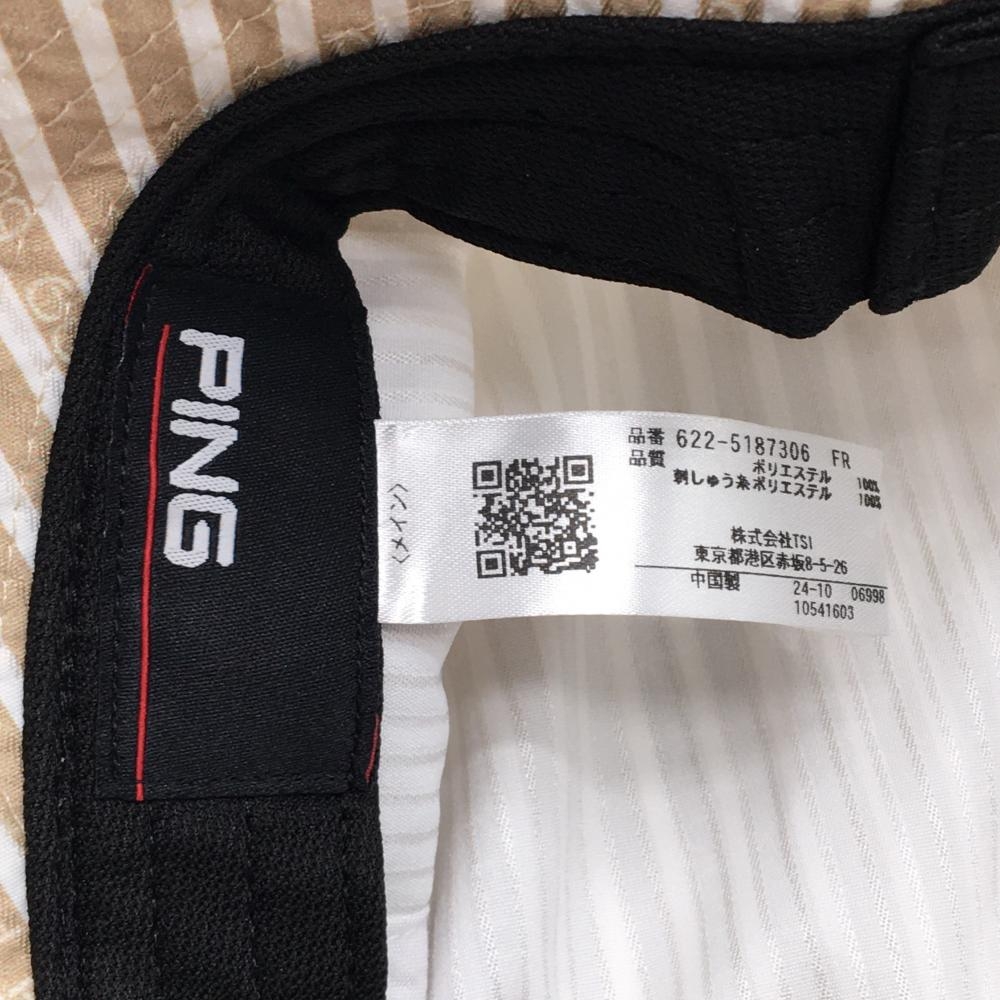 PING
〈メイン〉
品番 622-5187306 FR
品質 ポリエステル 100%
刺しゅう糸ポリエステル 100%
株式会社TSI
東京都港区赤坂8-5-26
中国製 24-10 06998
10541603